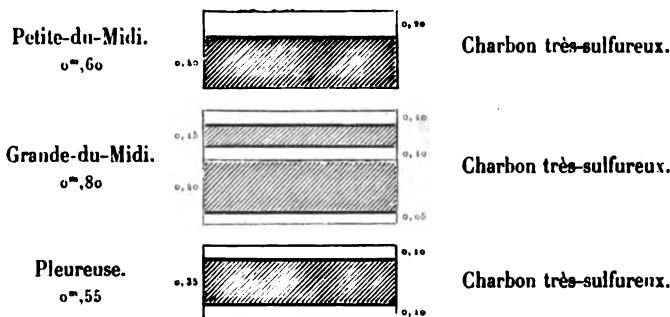 0,20
Petite-du-Midi. Charbon très-sulfureux.
0m,60
0,40
0,10
0,15
Grande-du-Midi. 0,10 Charbon très-sulfureux.
0m,80
0,40
0,05
0,10
Pleureuse. 0,35 Charbon très-sulfureux.
0m,55
0,10